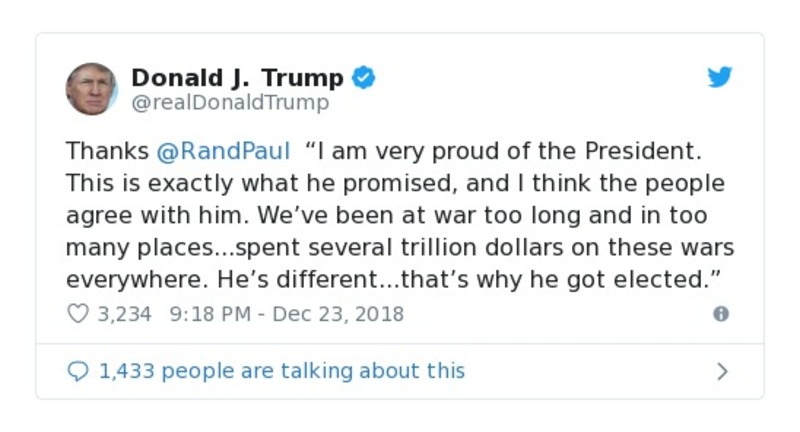 Donald J. Trump
@realDonaldTrump
Thanks @RandPaul “I am very proud of the President.
This is exactly what he promised, and I think the people
agree with him. We’ve been at war too long and in too
many places...spent several trillion dollars on these wars
everywhere. He’s different...that’s why he got elected.”
3,234 9:18 PM - Dec 23, 2018
1,433 people are talking about this